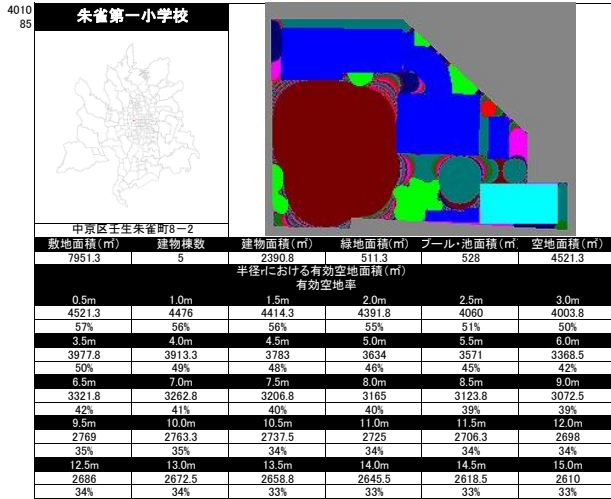 4010
85
朱雀第一小学校
中京区壬生朱雀町8－2
敷地面積(㎡) 建物棟数 建物面積(㎡) 緑地面積(㎡) プール・池面積(㎡) 空地面積(㎡)
7951.3 5 2390.8 511.3 528 4521.3
半径rにおける有効空地面積(㎡)
有効空地率
0.5m 1.0m 1.5m 2.0m 2.5m 3.0m
4521.3 4476 4414.3 4391.8 4060 4003.8
57% 56% 56% 55% 51% 50%
3.5m 4.0m 4.5m 5.0m 5.5m 6.0m
3977.8 3913.3 3783 3634 3571 3368.5
50% 49% 48% 46% 45% 42%
6.5m 7.0m 7.5m 8.0m 8.5m 9.0m
3321.8 3262.8 3206.8 3165 3123.8 3072.5
42% 41% 40% 40% 39% 39%
9.5m 10.0m 10.5m 11.0m 11.5m 12.0m
2769 2763.3 2737.5 2725 2706.3 2698
35% 35% 34% 34% 34% 34%
12.5m 13.0m 13.5m 14.0m 14.5m 15.0m
2686 2672.5 2658.8 2645.5 2618.5 2610
34% 34% 33% 33% 33% 33%